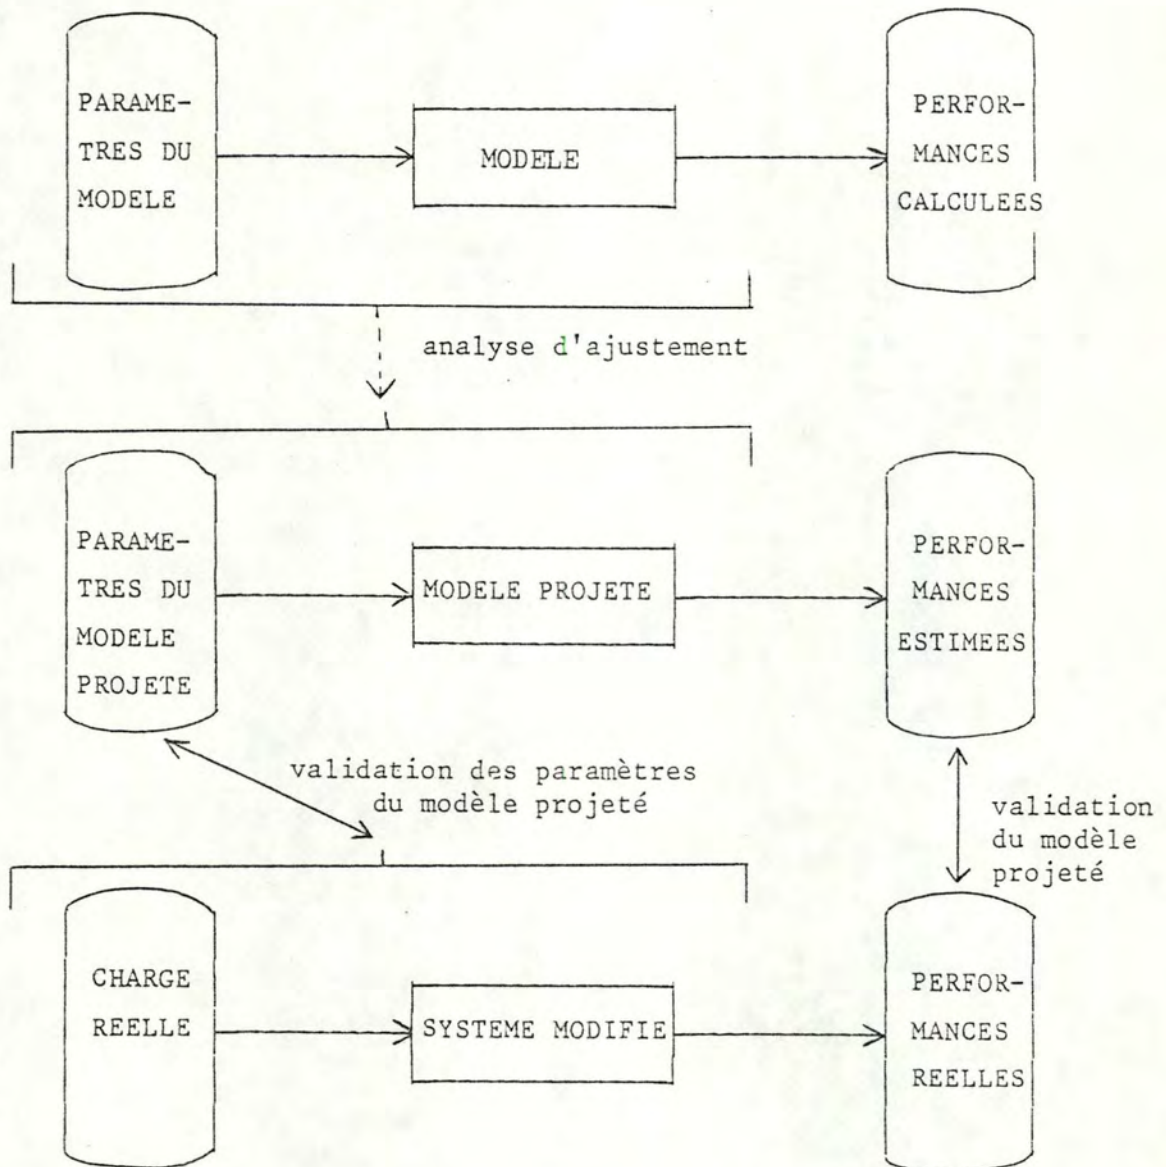 PARAME-
TRES DU
MODELE
MODELE
PERFOR-
MANCES
CALCULEES
analyse d'ajustement
PARAME-
TRES DU
MODELE
PROJETE
MODELE PROJETE
PERFOR-
MANCES
ESTIMEES
validation des paramètres
du modèle projeté
validation
du modèle
projeté
CHARGE
REELLE
SYSTEME MODIFIE
PERFOR-
MANCES
REELLES